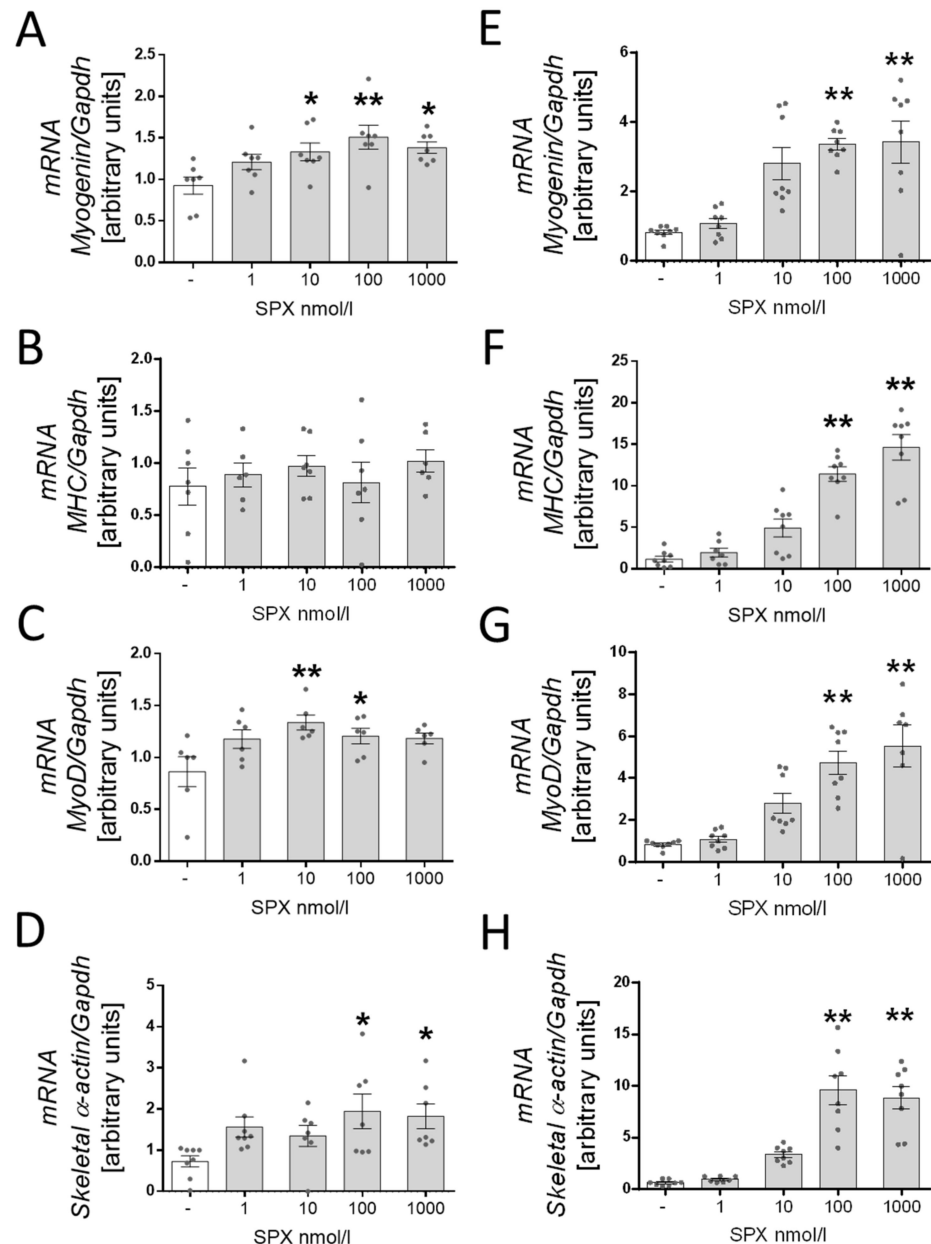 A
mRNA
Myogenin/Gapdh
[arbitrary units]
2.5
2.0
1.5
1.0
0.5
0.0
*
**
*
-
1
10
100
1000
SPX nmol/l
B
mRNA
MHC/Gapdh
[arbitrary units]
2.0
1.5
1.0
0.5
0.0
-
1
10
100
1000
SPX nmol/l
C
mRNA
MyoD/Gapdh
[arbitrary units]
2.0
1.5
1.0
0.5
0.0
**
*
-
1
10
100
1000
SPX nmol/l
D
mRNA
Skeletal α-actin/Gapdh
[arbitrary units]
5
4
3
2
1
0
*
*
-
1
10
100
1000
SPX nmol/l
E
mRNA
Myogenin/Gapdh
[arbitrary units]
6
4
2
0
**
**
-
1
10
100
1000
SPX nmol/l
F
mRNA
MHC/Gapdh
[arbitrary units]
25
20
15
10
5
0
**
**
-
1
10
100
1000
SPX nmol/l
G
mRNA
MyoD/Gapdh
[arbitrary units]
10
8
6
4
2
0
**
**
-
1
10
100
1000
SPX nmol/l
H
mRNA
Skeletal α-actin/Gapdh
[arbitrary units]
20
15
10
5
0
**
**
-
1
10
100
1000
SPX nmol/l